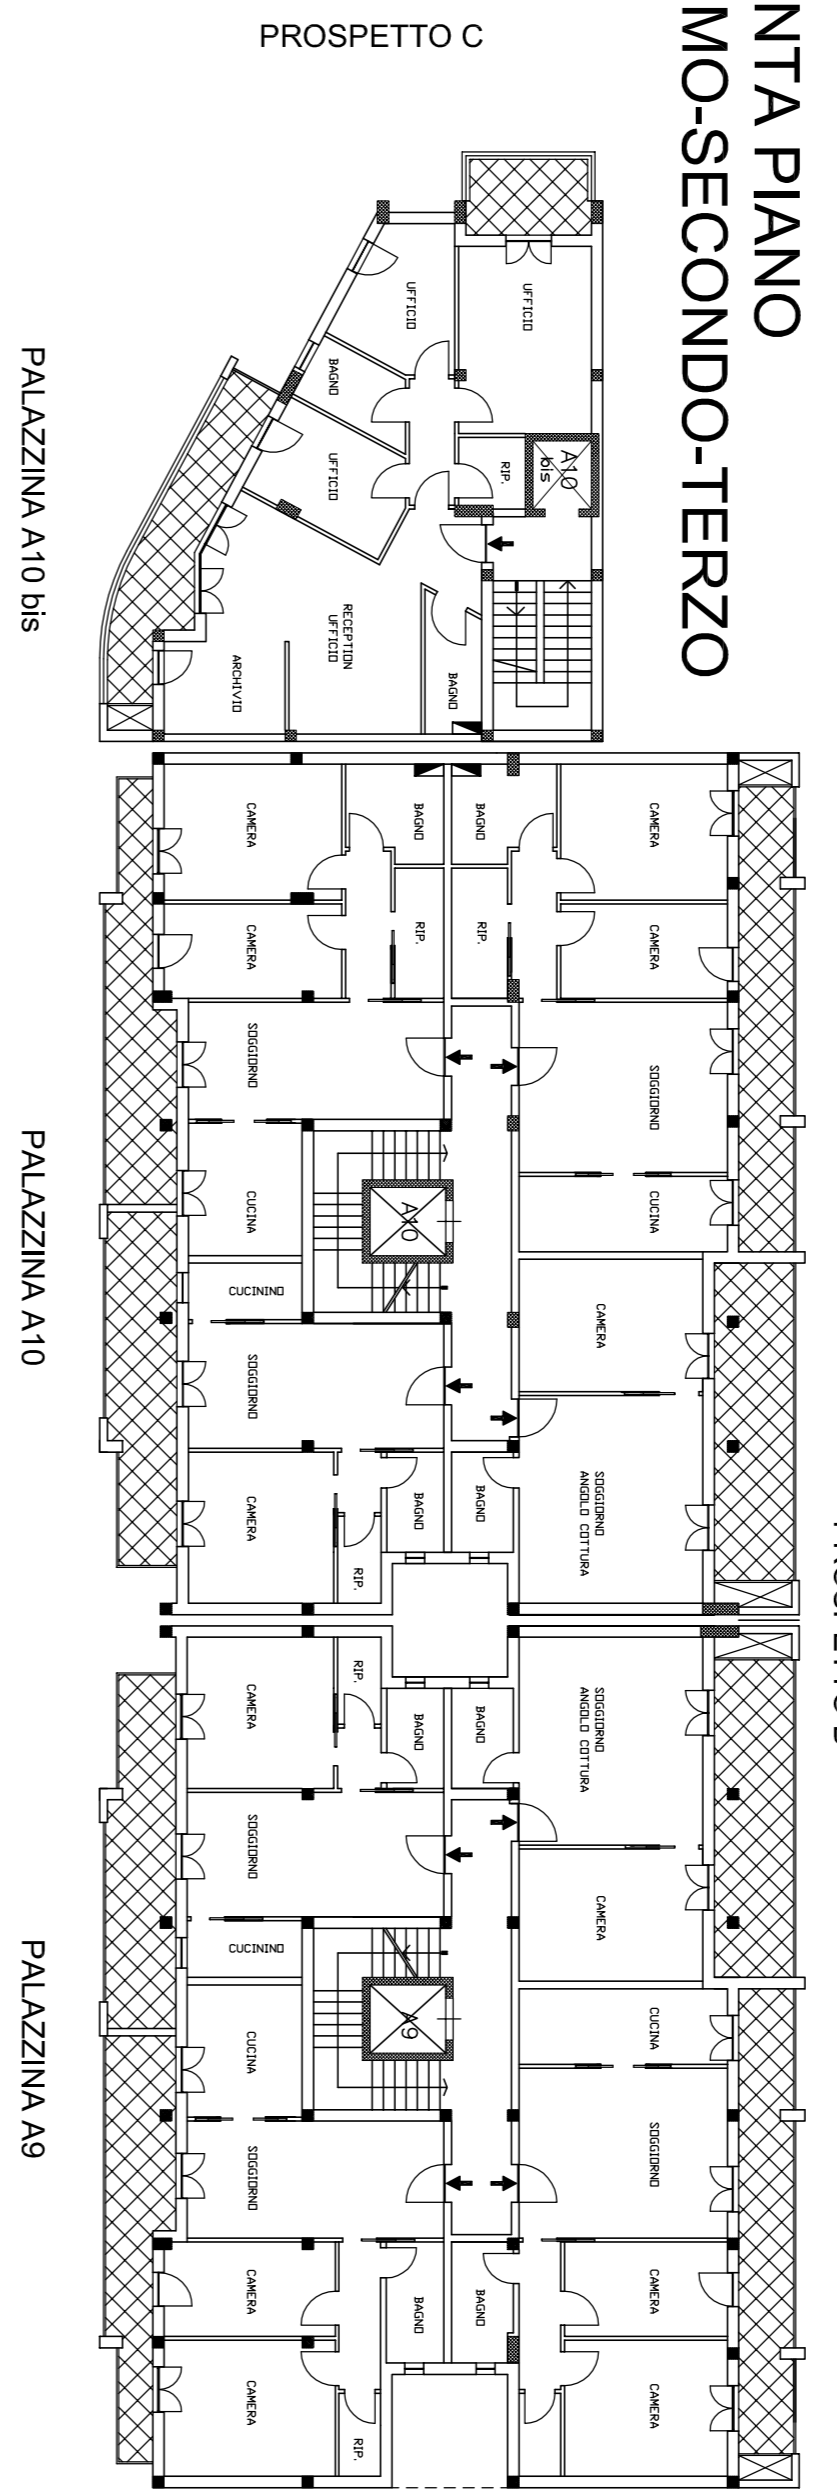 PROSPETTO C
NTA PIANO
MO-SECONDO-TERZO
PALAZZINA A10 bis
UFFICIO
UFFICIO
BAGNO
UFFICIO
RIP.
A10
bis
RECEPTION
UFFICIO
ARCHIVIO
BAGNO
PALAZZINA A10
CAMERA
BAGNO
BAGNO
CAMERA
CAMERA
RIP.
RIP.
CAMERA
SOGGIORNO
SOGGIORNO
CUCINA
A10
CUCINA
CUCININO
CAMERA
SOGGIORNO
CAMERA
BAGNO
BAGNO
SOGGIORNO
ANGOLO COTTURA
RIP.
PALAZZINA A9
RIP.
CAMERA
BAGNO
BAGNO
SOGGIORNO
ANGOLO COTTURA
SOGGIORNO
CUCININO
CAMERA
CUCINA
A9
CUCINA
SOGGIORNO
SOGGIORNO
CAMERA
BAGNO
BAGNO
CAMERA
CAMERA
RIP.
CAMERA